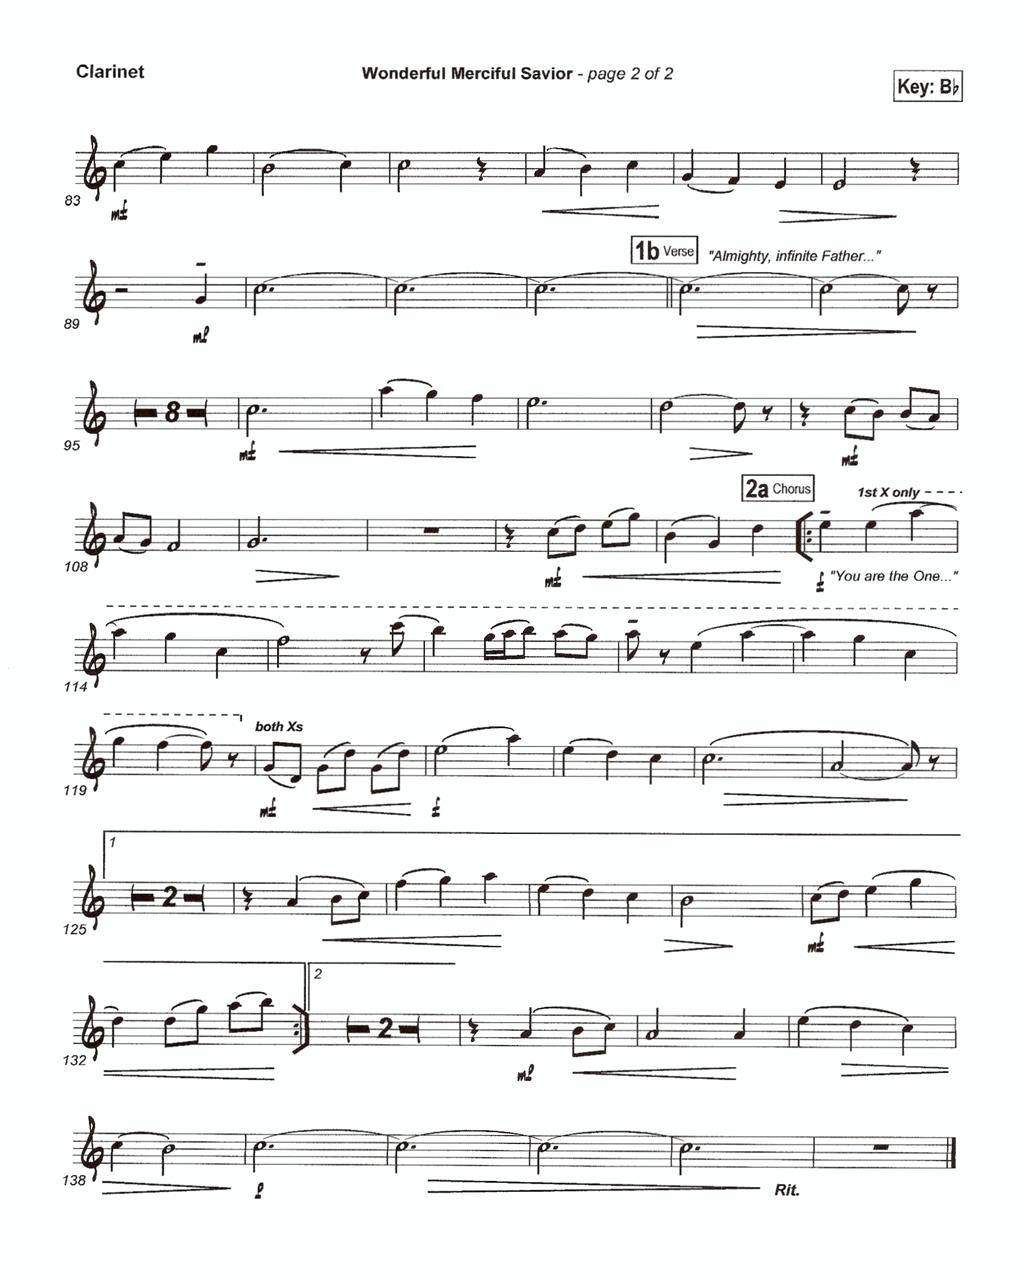 Clarinet
Wonderful Merciful Savior - page 2 of 2
Key: B♭
83
mf
1b Verse
"Almighty, infinite Father..."
89
mp
8
95
mf
mf
2a Chorus
1st X only
108
mf
f
"You are the One..."
114
both Xs
119
mf
f
1
2
125
mf
2
2
132
mp
138
p
Rit.